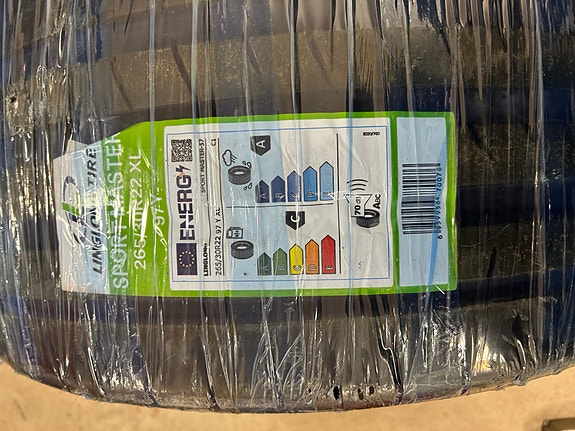 LINGLONG TIRE
SPORT MASTER
265/30R22 XL
97 Y
ENERG
LINGLONG
SPORT MASTER-S7
265/30R22 97 Y XL
C1
A
A
B
C
D
E
C
A
B
C
D
E
70 dB
ABC